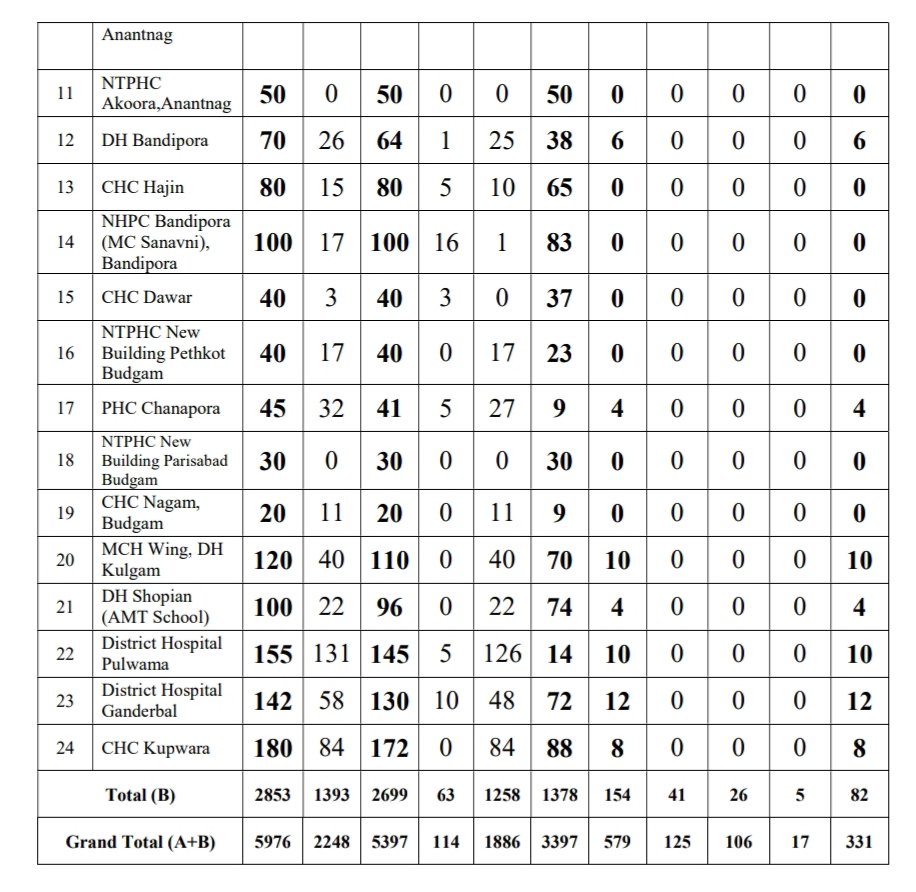 Anantnag
11 NTPHC Akoora,Anantnag 50 0 50 0 0 50 0 0 0 0 0
12 DH Bandipora 70 26 64 1 25 38 6 0 0 0 6
13 CHC Hajin 80 15 80 5 10 65 0 0 0 0 0
14 NHPC Bandipora (MC Sanavni), Bandipora 100 17 100 16 1 83 0 0 0 0 0
15 CHC Dawar 40 3 40 3 0 37 0 0 0 0 0
16 NTPHC New Building Pethkot Budgam 40 17 40 0 17 23 0 0 0 0 0
17 PHC Chanapora 45 32 41 5 27 9 4 0 0 0 4
18 NTPHC New Building Parisabad Budgam 30 0 30 0 0 30 0 0 0 0 0
19 CHC Nagam, Budgam 20 11 20 0 11 9 0 0 0 0 0
20 MCH Wing, DH Kulgam 120 40 110 0 40 70 10 0 0 0 10
21 DH Shopian (AMT School) 100 22 96 0 22 74 4 0 0 0 4
22 District Hospital Pulwama 155 131 145 5 126 14 10 0 0 0 10
23 District Hospital Ganderbal 142 58 130 10 48 72 12 0 0 0 12
24 CHC Kupwara 180 84 172 0 84 88 8 0 0 0 8
Total (B) 2853 1393 2699 63 1258 1378 154 41 26 5 82
Grand Total (A+B) 5976 2248 5397 114 1886 3397 579 125 106 17 331